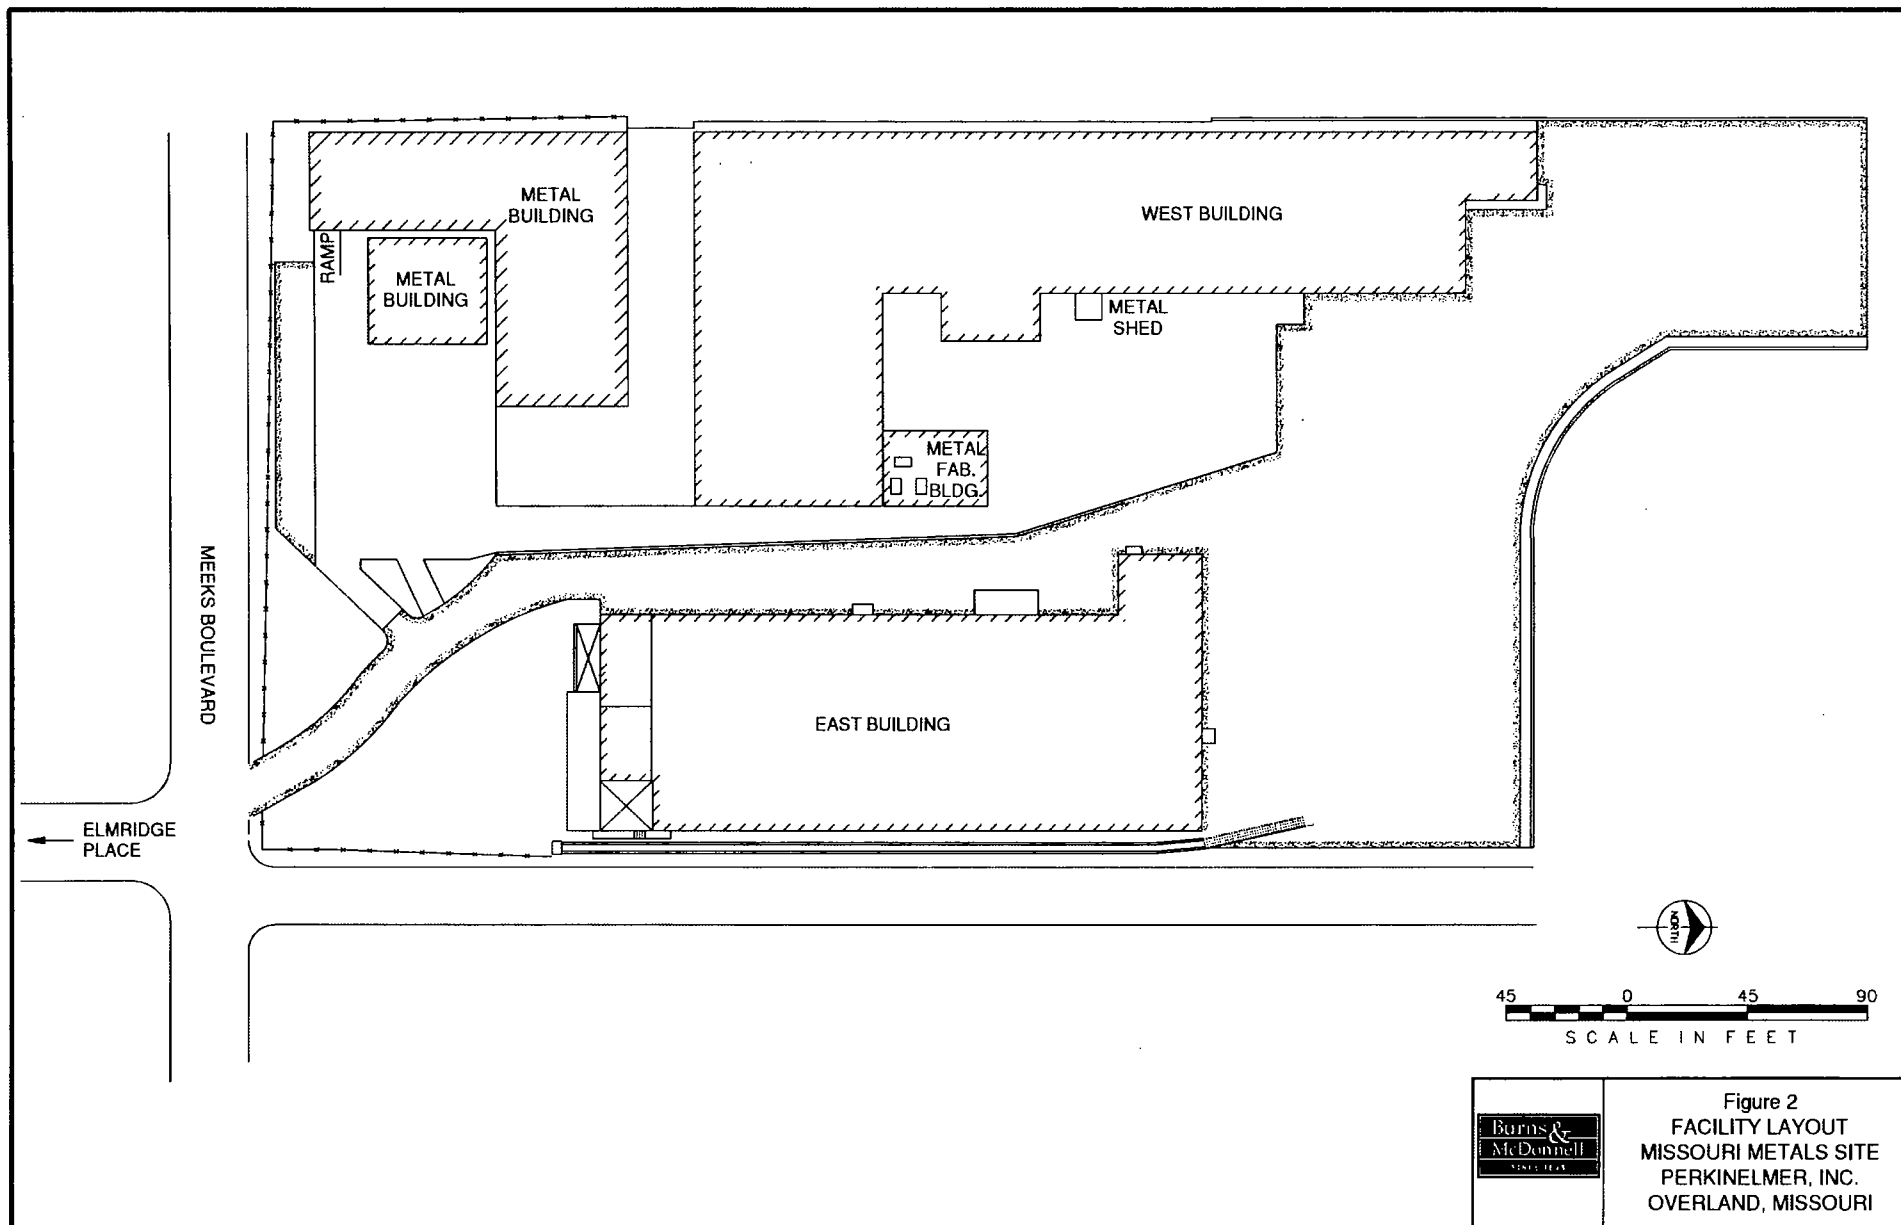 METAL
BUILDING
WEST BUILDING
RAMP
METAL
BUILDING
METAL
SHED
METAL
FAB.
BLDG.
MEEKS BOULEVARD
EAST BUILDING
ELMRIDGE
PLACE
NORTH
45 0 45 90
SCALE IN FEET
Burns &
McDonnell
Figure 2
FACILITY LAYOUT
MISSOURI METALS SITE
PERKINELMER, INC.
OVERLAND, MISSOURI